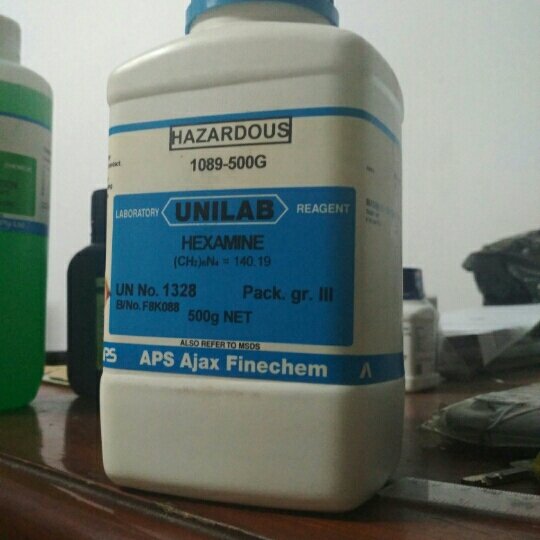 HAZARDOUS
1089-500G
LABORATORY UNILAB REAGENT
HEXAMINE
(CH₂)₆N₄ = 140.19
UN No. 1328 Pack. gr. III
B/No. F8K088
500g NET
ALSO REFER TO MSDS
PS APS Ajax Finechem A